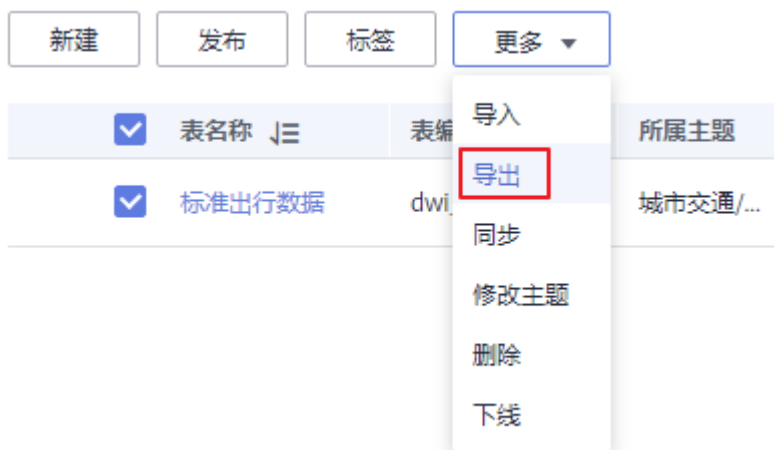 新建 发布 标签 更多
表名称 表编 所属主题
标准出行数据 dwi_ 城市交通/...
导入
导出
同步
修改主题
删除
下线